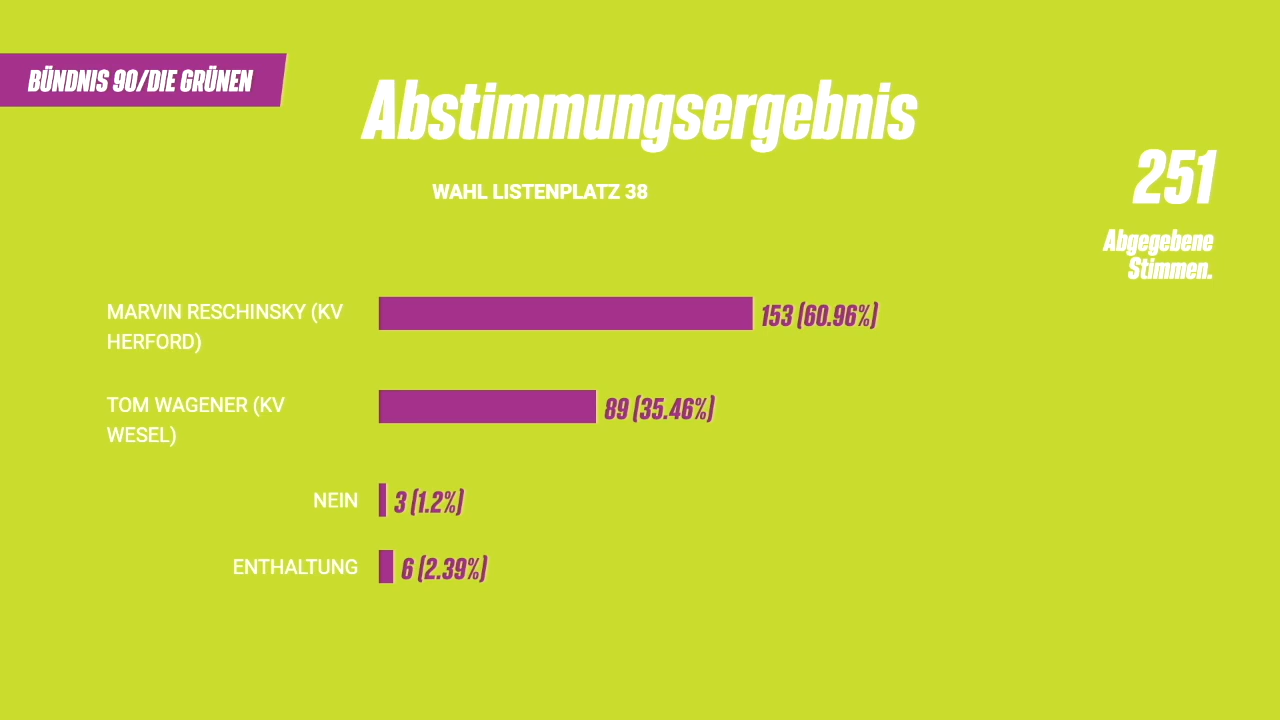 BÜNDNIS 90/DIE GRÜNEN
Abstimmungsergebnis
WAHL LISTENPLATZ 38
251
Abgegebene
Stimmen.
MARVIN RESCHINSKY (KV
HERFORD)
153 (60.96%)
TOM WAGENER (KV
WESEL)
89 (35.46%)
NEIN
3 (1.2%)
ENTHALTUNG
6 (2.39%)